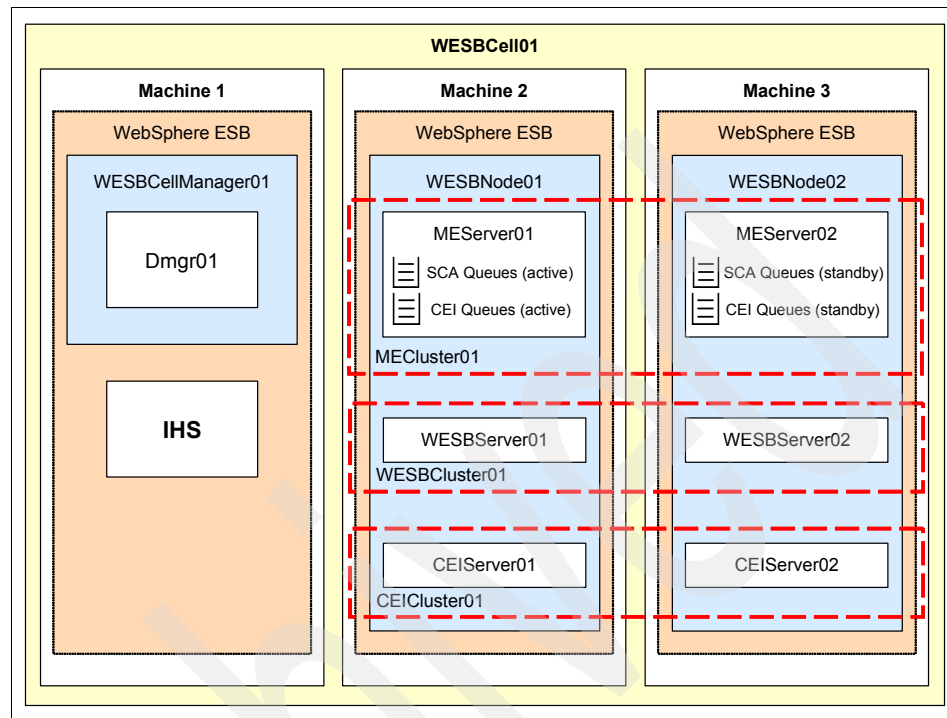 WESBCell01
Machine 1
WebSphere ESB
WESBCellManager01
Dmgr01
IHS
Machine 2
WebSphere ESB
WESBNode01
MEServer01
SCA Queues (active)
CEI Queues (active)
MECluster01
WESBServer01
WESBCluster01
CEIServer01
CEICluster01
Machine 3
WebSphere ESB
WESBNode02
MEServer02
SCA Queues (standby)
CEI Queues (standby)
WESBServer02
CEIServer02